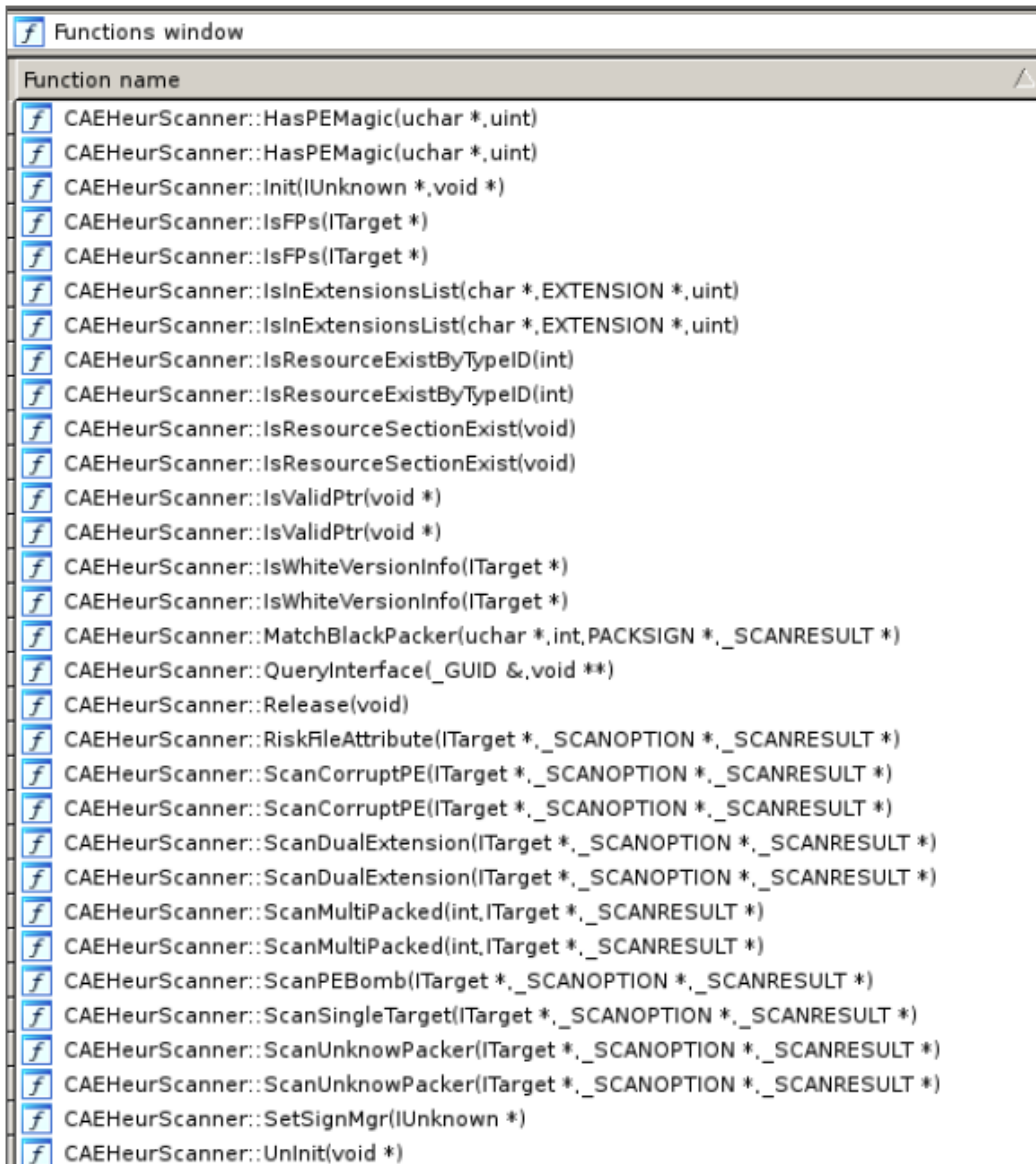 Functions window
Function name
CAEHeurScanner::HasPEMagic(uchar *,uint)
CAEHeurScanner::HasPEMagic(uchar *,uint)
CAEHeurScanner::Init(IUnknown *,void *)
CAEHeurScanner::IsFPs(ITarget *)
CAEHeurScanner::IsFPs(ITarget *)
CAEHeurScanner::IsInExtensionsList(char *,EXTENSION *,uint)
CAEHeurScanner::IsInExtensionsList(char *,EXTENSION *,uint)
CAEHeurScanner::IsResourceExistByTypeID(int)
CAEHeurScanner::IsResourceExistByTypeID(int)
CAEHeurScanner::IsResourceSectionExist(void)
CAEHeurScanner::IsResourceSectionExist(void)
CAEHeurScanner::IsValidPtr(void *)
CAEHeurScanner::IsValidPtr(void *)
CAEHeurScanner::IsWhiteVersionInfo(ITarget *)
CAEHeurScanner::IsWhiteVersionInfo(ITarget *)
CAEHeurScanner::MatchBlackPacker(uchar *,int,PACKSIGN *,_SCANRESULT *)
CAEHeurScanner::QueryInterface(_GUID &,void **)
CAEHeurScanner::Release(void)
CAEHeurScanner::RiskFileAttribute(ITarget *,_SCANOPTION *,_SCANRESULT *)
CAEHeurScanner::ScanCorruptPE(ITarget *,_SCANOPTION *,_SCANRESULT *)
CAEHeurScanner::ScanCorruptPE(ITarget *,_SCANOPTION *,_SCANRESULT *)
CAEHeurScanner::ScanDualExtension(ITarget *,_SCANOPTION *,_SCANRESULT *)
CAEHeurScanner::ScanDualExtension(ITarget *,_SCANOPTION *,_SCANRESULT *)
CAEHeurScanner::ScanMultiPacked(int,ITarget *,_SCANRESULT *)
CAEHeurScanner::ScanMultiPacked(int,ITarget *,_SCANRESULT *)
CAEHeurScanner::ScanPEBomb(ITarget *,_SCANOPTION *,_SCANRESULT *)
CAEHeurScanner::ScanSingleTarget(ITarget *,_SCANOPTION *,_SCANRESULT *)
CAEHeurScanner::ScanUnknowPacker(ITarget *,_SCANOPTION *,_SCANRESULT *)
CAEHeurScanner::ScanUnknowPacker(ITarget *,_SCANOPTION *,_SCANRESULT *)
CAEHeurScanner::SetSignMgr(IUnknown *)
CAEHeurScanner::UnInit(void *)